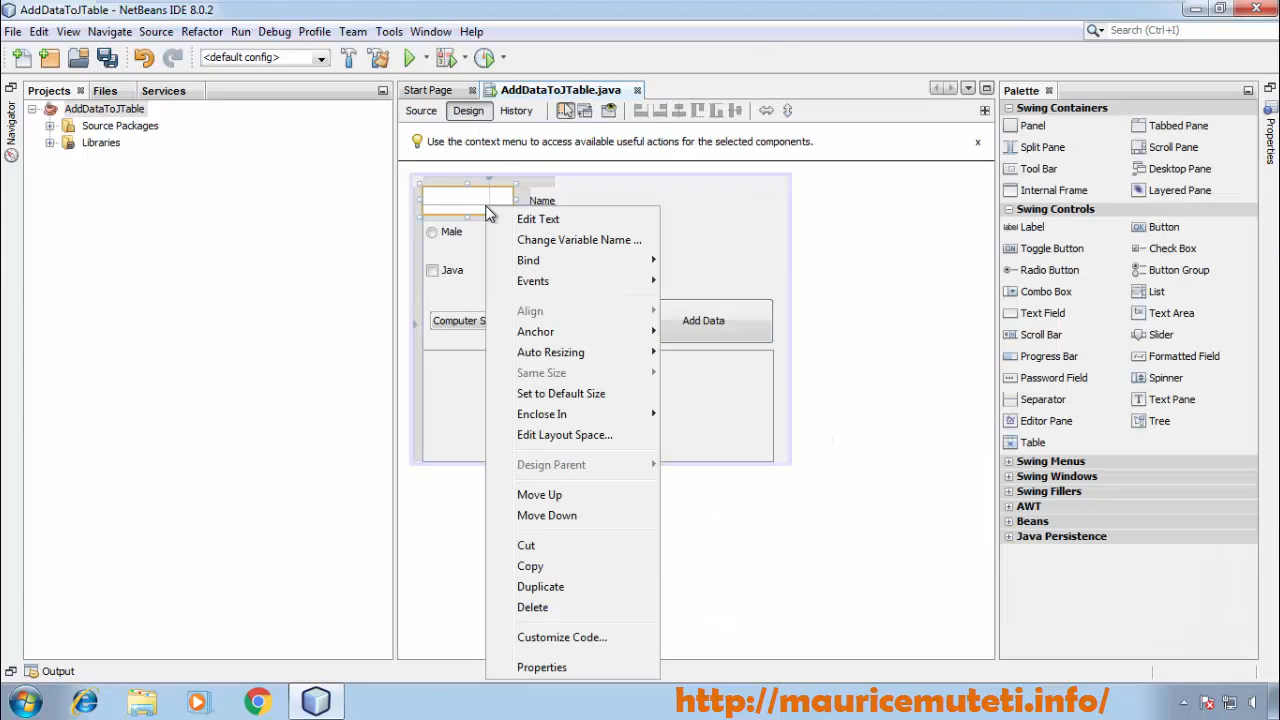 AddDataToJTable - NetBeans IDE 8.0.2
File Edit View Navigate Source Refactor Run Debug Profile Team Tools Window Help
Search (Ctrl+I)
<default config>
Projects Files Services
Start Page AddDataToJTable.java
Palette
Navigator
Properties
AddDataToJTable
Source Packages
Libraries
Source Design History
Use the context menu to access available useful actions for the selected components.
x
Name
Male
Java
Computer S
Add Data
Edit Text
Change Variable Name ...
Bind
Events
Align
Anchor
Auto Resizing
Same Size
Set to Default Size
Enclose In
Edit Layout Space...
Design Parent
Move Up
Move Down
Cut
Copy
Duplicate
Delete
Customize Code...
Properties
Swing Containers
Panel Tabbed Pane
Split Pane Scroll Pane
Tool Bar Desktop Pane
Internal Frame Layered Pane
Swing Controls
Label Button
Toggle Button Check Box
Radio Button Button Group
Combo Box List
Text Field Text Area
Scroll Bar Slider
Progress Bar Formatted Field
Password Field Spinner
Separator Text Pane
Editor Pane Tree
Table
Swing Menus
Swing Windows
Swing Fillers
AWT
Beans
Java Persistence
Output
http://mauricemuteti.info/